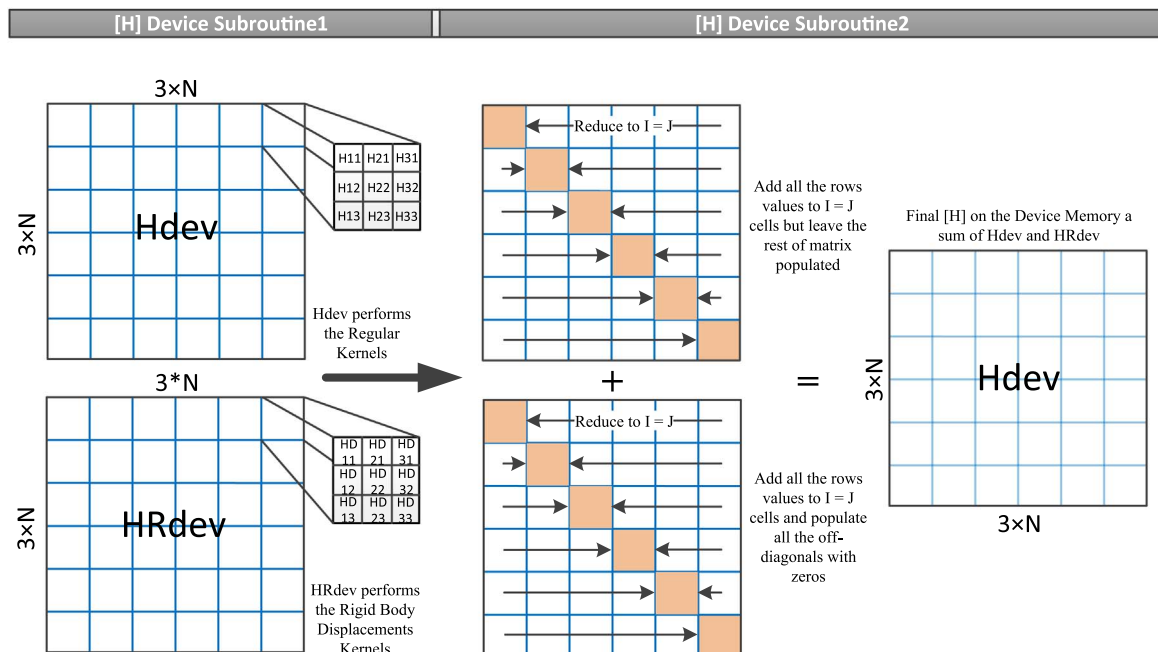 [H] Device Subroutine1
[H] Device Subroutine2
3×N
3×N
Hdev
H11 H21 H31
H12 H22 H32
H13 H23 H33
Hdev performs
the Regular
Kernels
3*N
3×N
HRdev
HD HD HD
11 21 31
HD HD HD
12 22 32
HD HD HD
13 23 33
HRdev performs
the Rigid Body
Displacements
Kernels
Reduce to I = J
Add all the rows
values to I = J
cells but leave the
rest of matrix
populated
+
Reduce to I = J
Add all the rows
values to I = J
cells and populate
all the off-
diagonals with
zeros
=
Final [H] on the Device Memory a
sum of Hdev and HRdev
3×N
Hdev
3×N